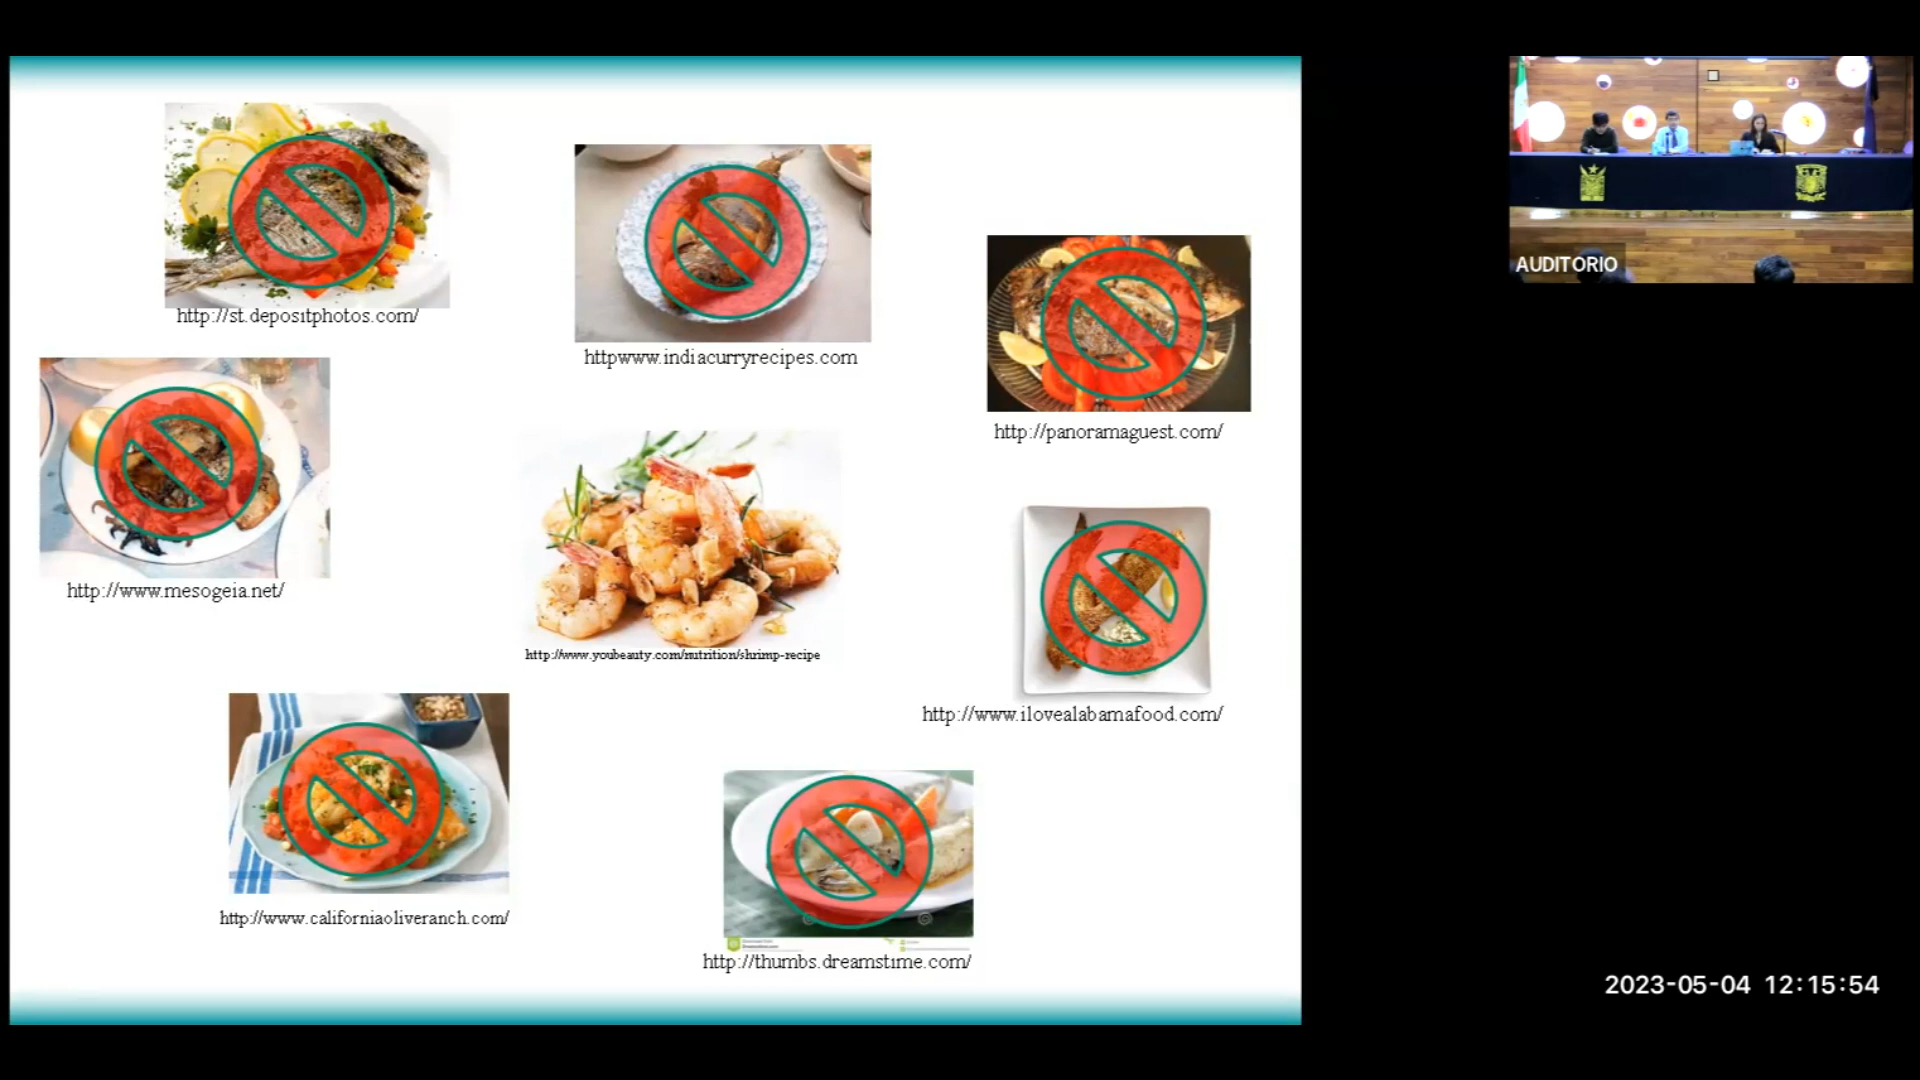 http://st.depositphotos.com/
httpwww.indiacurryrecipes.com
http://panoramaguest.com/
http://www.mesogeia.net/
http://www.youbeauty.com/nutrition/shrimp-recipe
http://www.ilovealabamafood.com/
http://www.californiaoliveranch.com/
http://thumbs.dreamstime.com/
AUDITORIO
2023-05-04 12:15:54